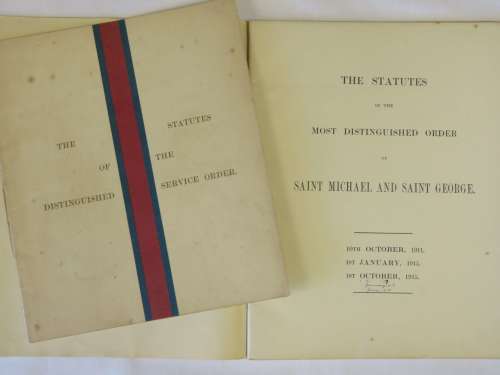 THE STATUTES
OF THE
DISTINGUISHED SERVICE ORDER.
THE STATUTES
OF THE
MOST DISTINGUISHED ORDER
OF
SAINT MICHAEL AND SAINT GEORGE.
10TH OCTOBER, 1911.
1ST JANUARY, 1915.
1ST OCTOBER, 1915.